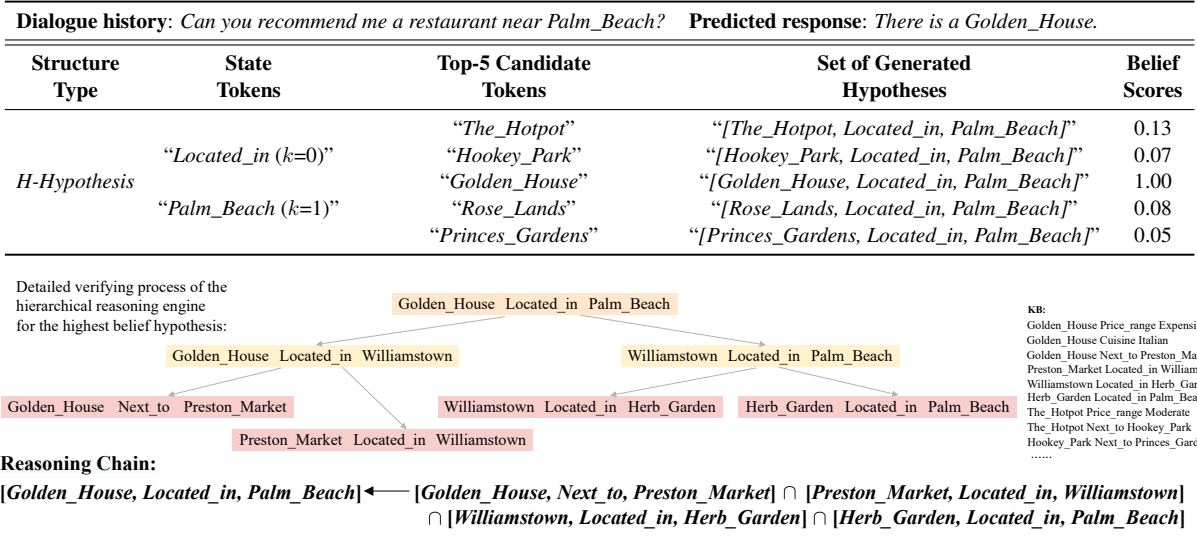 Dialogue history: Can you recommend me a restaurant near Palm_Beach? Predicted response: There is a Golden_House.
Structure Type State Tokens Top-5 Candidate Tokens Set of Generated Hypotheses Belief Scores
"The_Hotpot" "[The_Hotpot, Located_in, Palm_Beach]" 0.13
"Located_in (k=0)" "Hookey_Park" "[Hookey_Park, Located_in, Palm_Beach]" 0.07
H-Hypothesis "Golden_House" "[Golden_House, Located_in, Palm_Beach]" 1.00
"Palm_Beach (k=1)" "Rose_Lands" "[Rose_Lands, Located_in, Palm_Beach]" 0.08
"Princes_Gardens" "[Princes_Gardens, Located_in, Palm_Beach]" 0.05
Detailed verifying process of the
hierarchical reasoning engine
for the highest belief hypothesis:
Golden_House Located_in Palm_Beach
Golden_House Located_in Williamstown
Williamstown Located_in Palm_Beach
Golden_House Next_to Preston_Market
Williamstown Located_in Herb_Garden
Herb_Garden Located_in Palm_Beach
Preston_Market Located_in Williamstown
KB:
Golden_House Price_range Expensi
Golden_House Cuisine Italian
Golden_House Next_to Preston_Ma
Preston_Market Located_in William
Williamstown Located_in Herb_Gar
Herb_Garden Located_in Palm_Bea
The_Hotpot Price_range Moderate
The_Hotpot Next_to Hookey_Park
Hookey_Park Next_to Princes_Gard
......
Reasoning Chain:
[Golden_House, Located_in, Palm_Beach] ← [Golden_House, Next_to, Preston_Market] ∩ [Preston_Market, Located_in, Williamstown]
∩ [Williamstown, Located_in, Herb_Garden] ∩ [Herb_Garden, Located_in, Palm_Beach]